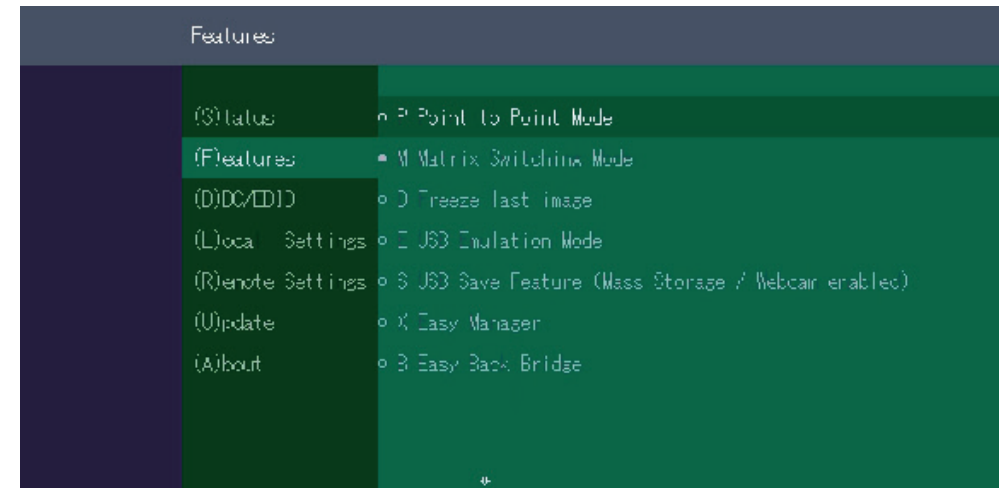 Features
(S)tatus
P Point to Point Mode
(F)eatures
M Matrix Switching Mode
(D)DC/EDID
D Freeze last image
(L)ocal Settings
E USB Emulation Mode
(R)emote Settings
S USB Save Feature (Mass Storage / Webcam enabled)
(U)pdate
X Easy Manager
(A)bout
B Easy Back Bridge